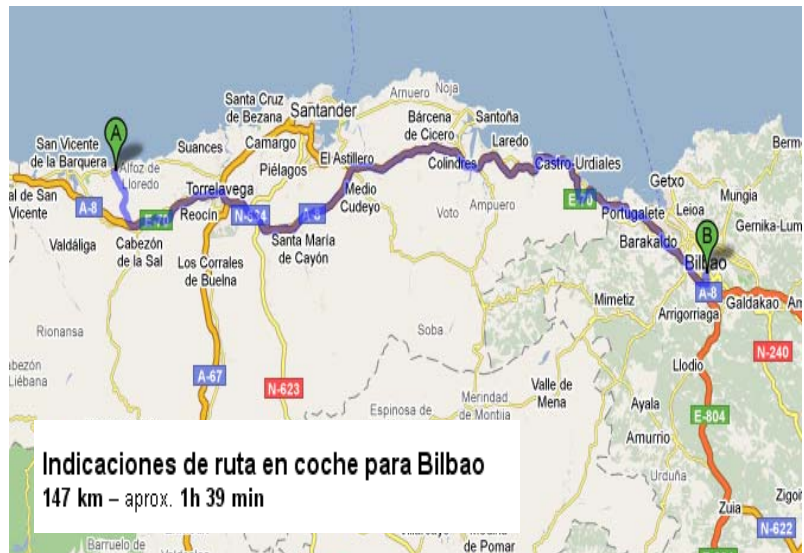 Arnuero
Noja
Santa Cruz
de Bezana
Santander
Bárcena
de Cicero
Santoña
San Vicente
de la Barquera
A
Suances
Camargo
Laredo
Alfoz de
Lloredo
Piélagos
El Astillero
Colindres
Castro-Urdiales
Getxo
Mungia
al de San
Vicente
A-8
Torrelavega
Medio
Cudeyo
E-70
Leioa
Gernika-Lum
E-70
Reocín
N-634
A-8
Voto
Ampuero
Portugalete
B
Valdáliga
Cabezón
de la Sal
Santa María
de Cayón
Barakaldo
Bilbao
Los Corrales
de Buelna
A-8
Galdakao
Mimetiz
Arrigorriaga
Rionansa
Soba
N-240
abezón
Liébana
A-67
N-623
Llodio
Valle de
Mena
Merindad
de Montija
Espinosa de
Ayala
E-804
Amurrio
Indicaciones de ruta en coche para Bilbao
147 km – aprox. 1h 39 min
Urduña
Zuia
Zigoi
N-622
Barruelo de
de Pomar